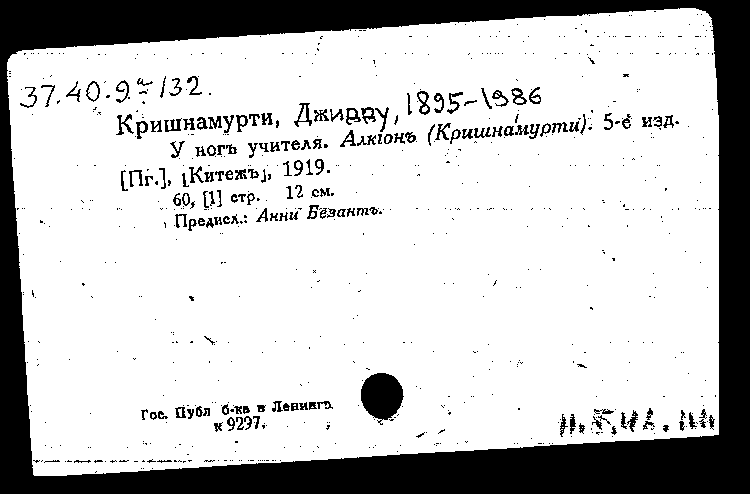 37.40.9ª/132.
Кришнамурти, Джидду, 1895-1986
У ногъ учителя. Алкіонъ (Кришнамурти). 5-е изд.
[Пг.], [Китежъ], 1919.
60, [1] стр. 12 см.
Предисл.: Анни Безантъ.
Гос. Публ б-ка в Ленингр.
к 9297.